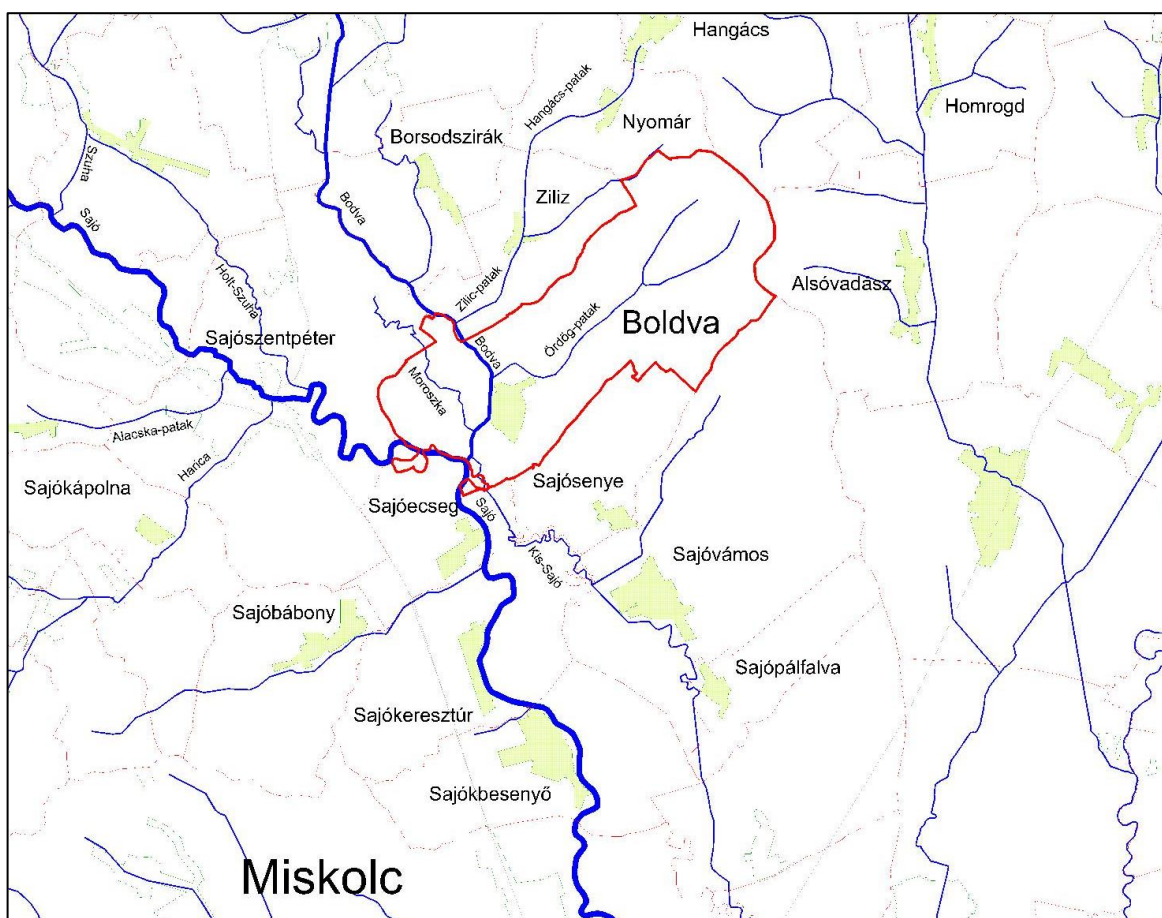 Hangács
Homrogd
Hangács-patak
Nyomár
Borsodszirák
Szuha
Ziliz
Bodva
Sajó
Holt-Szuha
Zilic-patak
Alsóvadász
Boldva
Ördög-patak
Sajószentpéter
Bodva
Moroszka
Alacska-patak
Harica
Sajókápolna
Sajósenye
Sajóecseg
Sajó
Kis-Sajó
Sajóvámos
Sajóbábony
Sajópálfalva
Sajókeresztúr
Sajókbesenyő
Miskolc